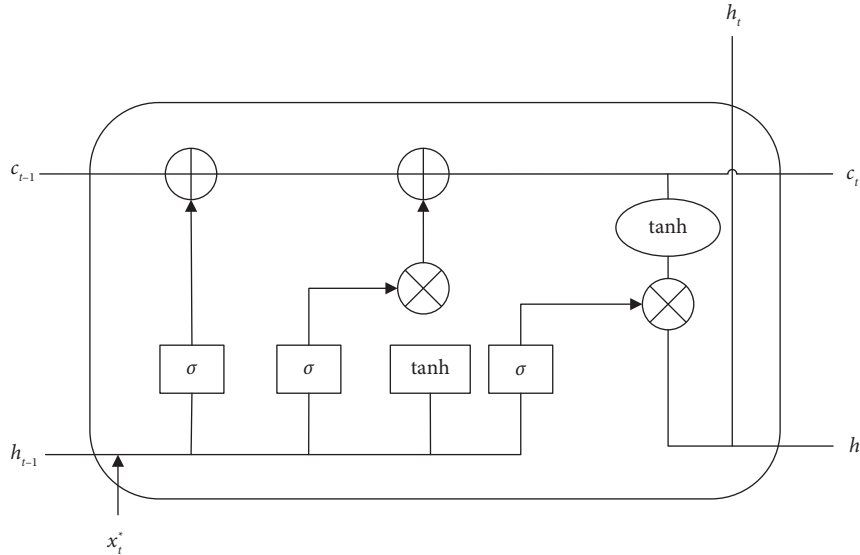 h_t
c_{t–1}
c_t
tanh
σ
σ
tanh
σ
h_{t–1}
h
x_t^*